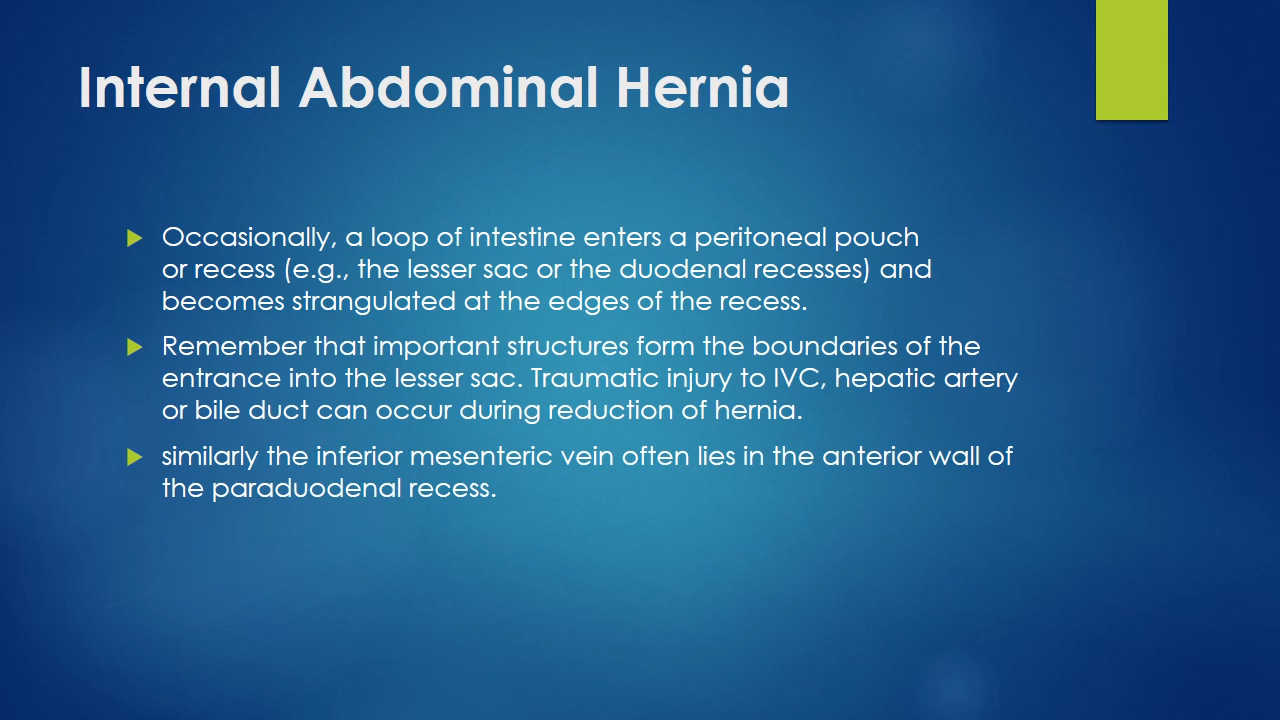 Internal Abdominal Hernia
Occasionally, a loop of intestine enters a peritoneal pouch
or recess (e.g., the lesser sac or the duodenal recesses) and
becomes strangulated at the edges of the recess.
Remember that important structures form the boundaries of the
entrance into the lesser sac. Traumatic injury to IVC, hepatic artery
or bile duct can occur during reduction of hernia.
similarly the inferior mesenteric vein often lies in the anterior wall of
the paraduodenal recess.